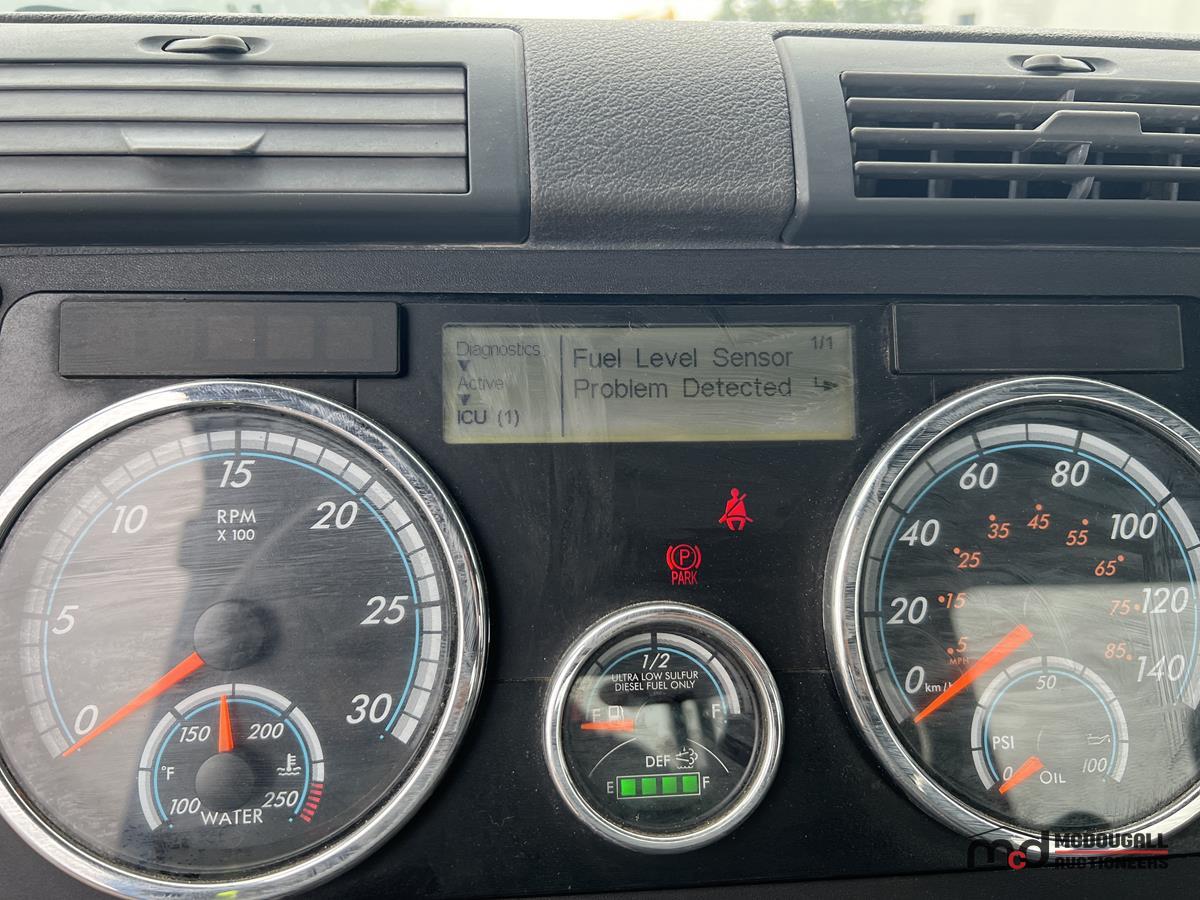 Diagnostics
Active
ICU (1)
Fuel Level Sensor
Problem Detected
1/1
0
5
10
15
20
25
30
RPM
X 100
°F
100
150
200
250
WATER
PARK
1/2
ULTRA LOW SULFUR
DIESEL FUEL ONLY
E
F
DEF
E
F
0
20
40
60
80
100
120
140
km/h
5
15
25
35
45
55
65
75
85
MPH
PSI
0
50
100
OIL
mcd
MCDOUGALL
AUCTIONEERS